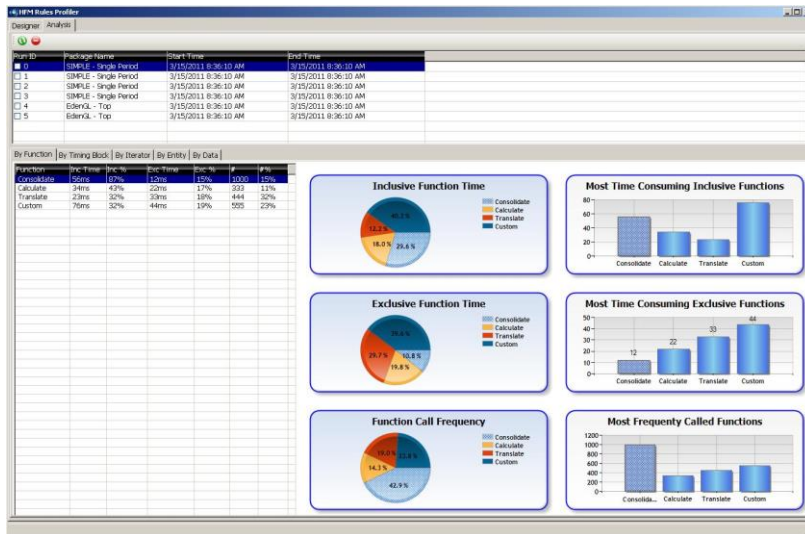 HFM Rules Profiler
Designer Analysis
Run ID Package Name Start Time End Time
0 SIMPLE - Single Period 3/15/2011 8:36:10 AM 3/15/2011 8:36:10 AM
1 SIMPLE - Single Period 3/15/2011 8:36:10 AM 3/15/2011 8:36:10 AM
2 SIMPLE - Single Period 3/15/2011 8:36:10 AM 3/15/2011 8:36:10 AM
3 SIMPLE - Single Period 3/15/2011 8:36:10 AM 3/15/2011 8:36:10 AM
4 EdenGL - Top 3/15/2011 8:36:10 AM 3/15/2011 8:36:10 AM
5 EdenGL - Top 3/15/2011 8:36:10 AM 3/15/2011 8:36:10 AM
By Function By Timing Block By Iterator By Entity By Data
Function Inc Time Inc % Exc Time Exc % # #%
Consolidate 56ms 87% 12ms 15% 1000 15%
Calculate 34ms 43% 22ms 17% 333 11%
Translate 23ms 32% 33ms 18% 444 32%
Custom 76ms 32% 44ms 19% 555 23%
Inclusive Function Time
Consolidate
Calculate
Translate
Custom
40.2 %
12.2 %
18.0 % 29.6 %
Most Time Consuming Inclusive Functions
80
60
40
20
0
Consolidate Calculate Translate Custom
Exclusive Function Time
Consolidate
Calculate
Translate
Custom
39.6 %
29.7 % 10.8 %
19.8 %
Most Time Consuming Exclusive Functions
50
40
30
20
10
0
12 22 33 44
Consolidate Calculate Translate Custom
Function Call Frequency
Consolidate
Calculate
Translate
Custom
19.0 % 23.8 %
14.3 %
42.9 %
Most Frequenty Called Functions
1200
1000
800
600
400
200
0
Consolida... Calculate Translate Custom